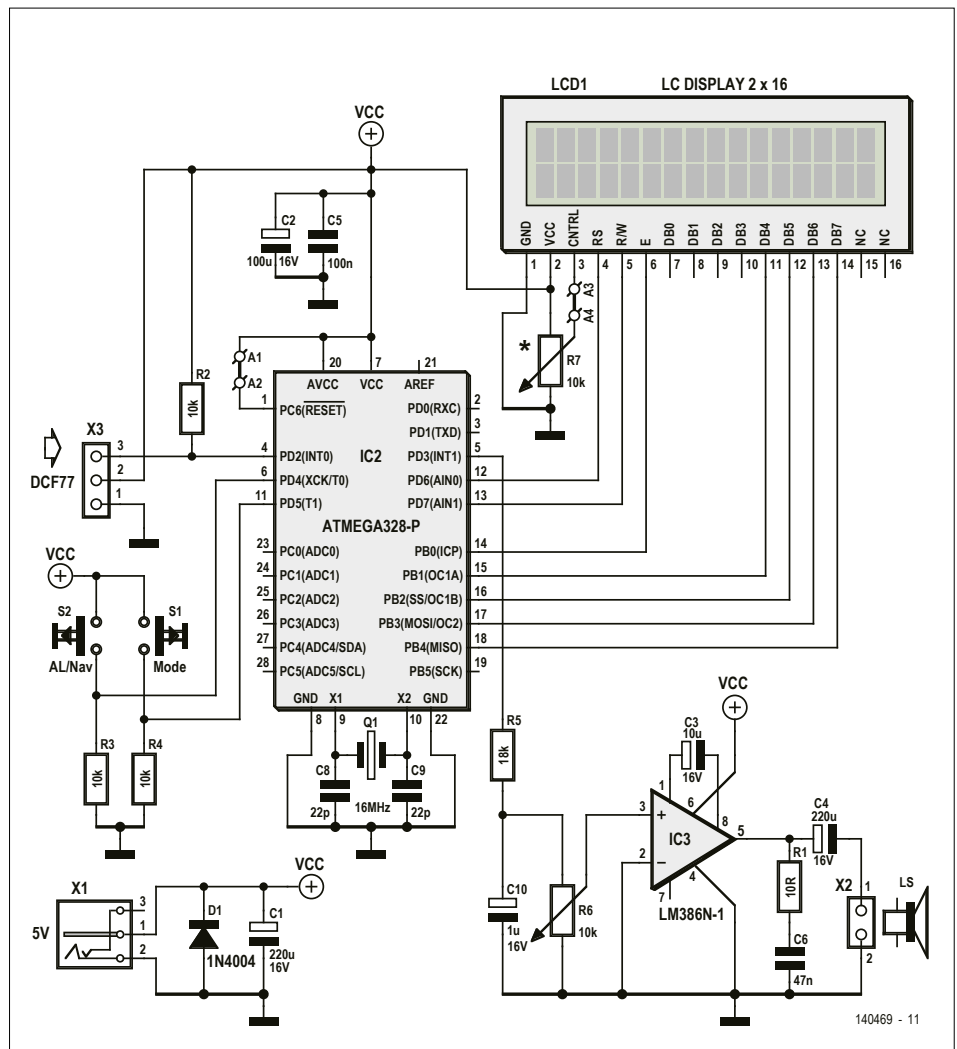 LCD1 LC DISPLAY 2 x 16
VCC
GND VCC CNTRL RS R/W E DB0 DB1 DB2 DB3 DB4 DB5 DB6 DB7 NC NC
1 2 3 4 5 6 7 8 9 10 11 12 13 14 15 16
C2 C5
100u 16V 100n
A3
A4
*
R7
10k
A1
A2
20 7 21
AVCC VCC AREF
R2
10k
1 PC6(RESET) PD0(RXC) 2
PD1(TXD) 3
X3
3
2
1
DCF77
4 PD2(INT0) IC2 PD3(INT1) 5
6 PD4(XCK/T0) PD6(AIN0) 12
11 PD5(T1) PD7(AIN1) 13
ATMEGA328-P
23 PC0(ADC0) PB0(ICP) 14
24 PC1(ADC1) PB1(OC1A) 15
25 PC2(ADC2) PB2(SS/OC1B) 16
26 PC3(ADC3) PB3(MOSI/OC2) 17
27 PC4(ADC4/SDA) PB4(MISO) 18
28 PC5(ADC5/SCL) PB5(SCK) 19
GND X1 X2 GND
8 9 10 22
VCC
S2 S1
AL/Nav Mode
R3 R4
10k 10k
Q1
C8 C9
22p 16MHz 22p
R5
18k
VCC
C3
10u
16V
1 6 8
3 +
2 −
IC3
5
4
7
LM386N-1
C4
220u
16V
R1
10R
X2
1
2
LS
C10
1u
16V
R6
10k
C6
47n
X1
5V
3
1
2
VCC
D1
1N4004
C1
220u
16V
140469 - 11